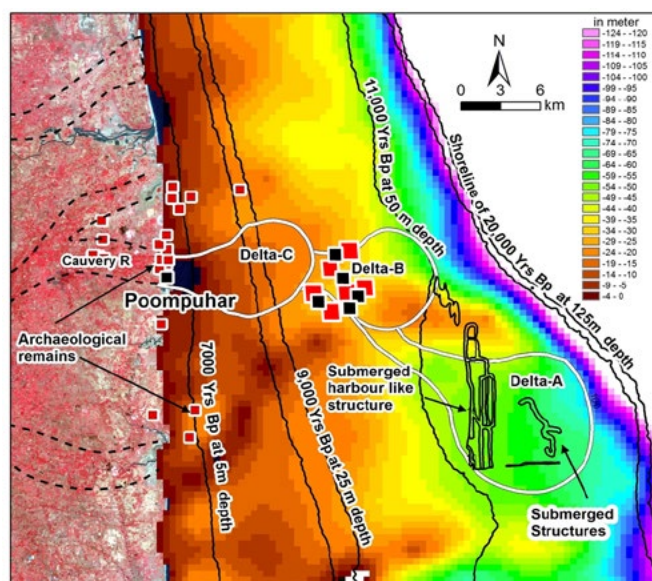 in meter
-124 --120
-119 --115
-114 --110
-109 --105
-104 --100
-99 --95
-94 --90
-89 --85
-84 --80
-79 --75
-74 --70
-69 --65
-64 --60
-59 --55
-54 --50
-49 --45
-44 --40
-39 --35
-34 --30
-29 --25
-24 --20
-19 --15
-14 --10
-9 --5
-4 - 0
N
0 3 6
km
11,000 Yrs Bp at 50 m depth
Shoreline of 20,000 Yrs Bp at 125m depth
Cauvery R
Delta-C
Delta-B
Poompuhar
Archaeological
remains
7000 Yrs Bp at 5m depth
9,000 Yrs.Bp at 25 m depth
Submerged
harbour like
structure
Delta-A
Submerged
Structures